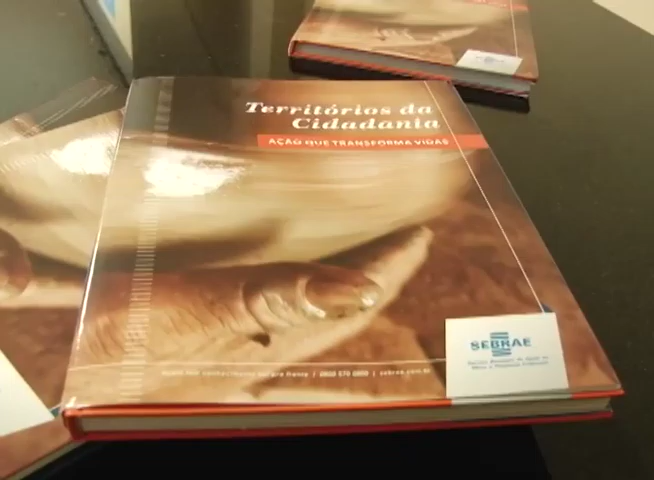 Territórios da
Cidadania
AÇÃO QUE TRANSFORMA VIDAS
SEBRAE
0800 570 0800 | sebrae.com.br